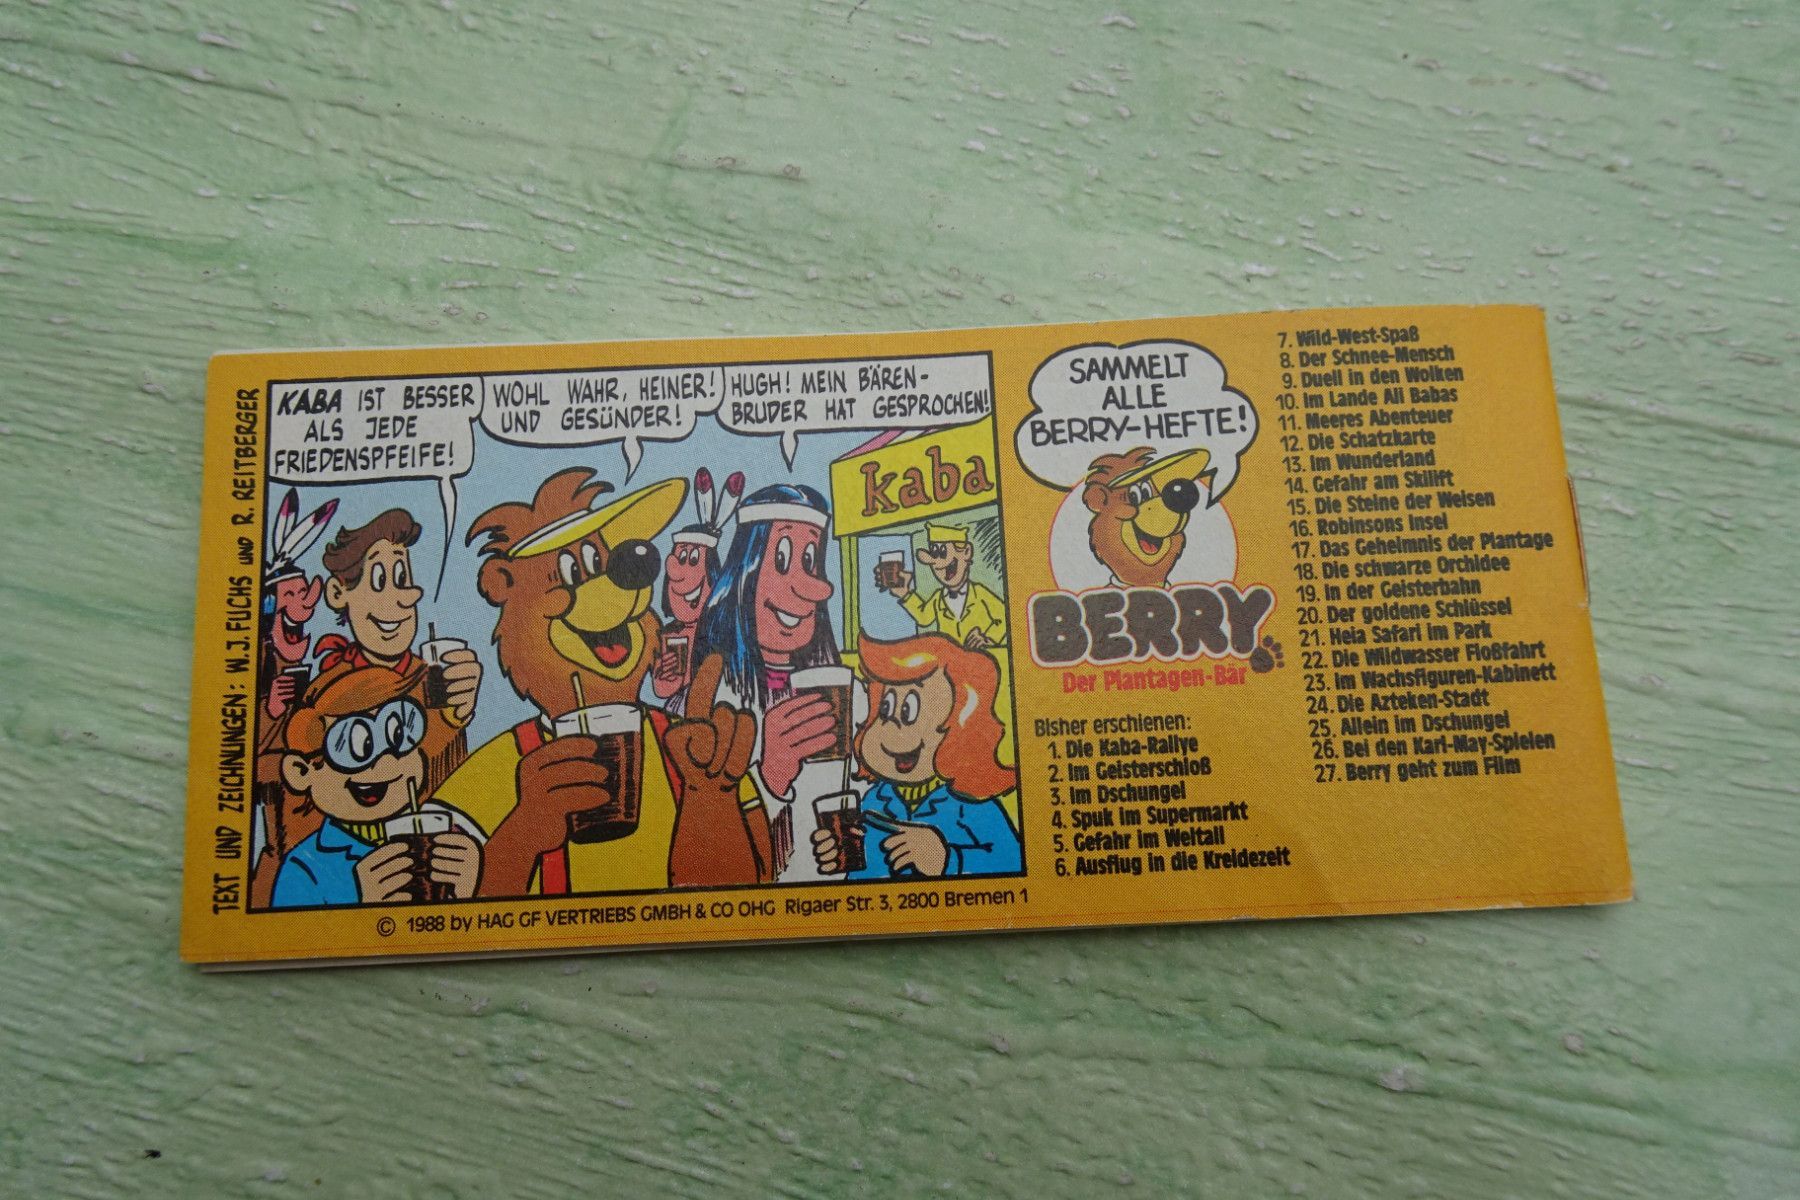 TEXT UND ZEICHNUNGEN: W.J. FUCHS UND R. REITBERGER
KABA IST BESSER
ALS JEDE
FRIEDENSPFEIFE!
WOHL WAHR, HEINER!
UND GESÜNDER!
HUGH! MEIN BÄREN-
BRUDER HAT GESPROCHEN!
kaba
© 1988 by HAG GF VERTRIEBS GMBH & CO OHG Rigaer Str. 3, 2800 Bremen 1
SAMMELT
ALLE
BERRY-HEFTE!
BERRY
Der Plantagen-Bär
Bisher erschienen:
1. Die Kaba-Rallye
2. Im Geisterschloß
3. Im Dschungel
4. Spuk im Supermarkt
5. Gefahr im Weltall
6. Ausflug in die Kreidezeit
7. Wild-West-Spaß
8. Der Schnee-Mensch
9. Duell in den Wolken
10. Im Lande Ali Babas
11. Meeres Abenteuer
12. Die Schatzkarte
13. Im Wunderland
14. Gefahr am Skilift
15. Die Steine der Weisen
16. Robinsons Insel
17. Das Geheimnis der Plantage
18. Die schwarze Orchidee
19. In der Geisterbahn
20. Der goldene Schlüssel
21. Heia Safari im Park
22. Die Wildwasser Floßfahrt
23. Im Wachsfiguren-Kabinett
24. Die Azteken-Stadt
25. Allein im Dschungel
26. Bei den Karl-May-Spielen
27. Berry geht zum Film